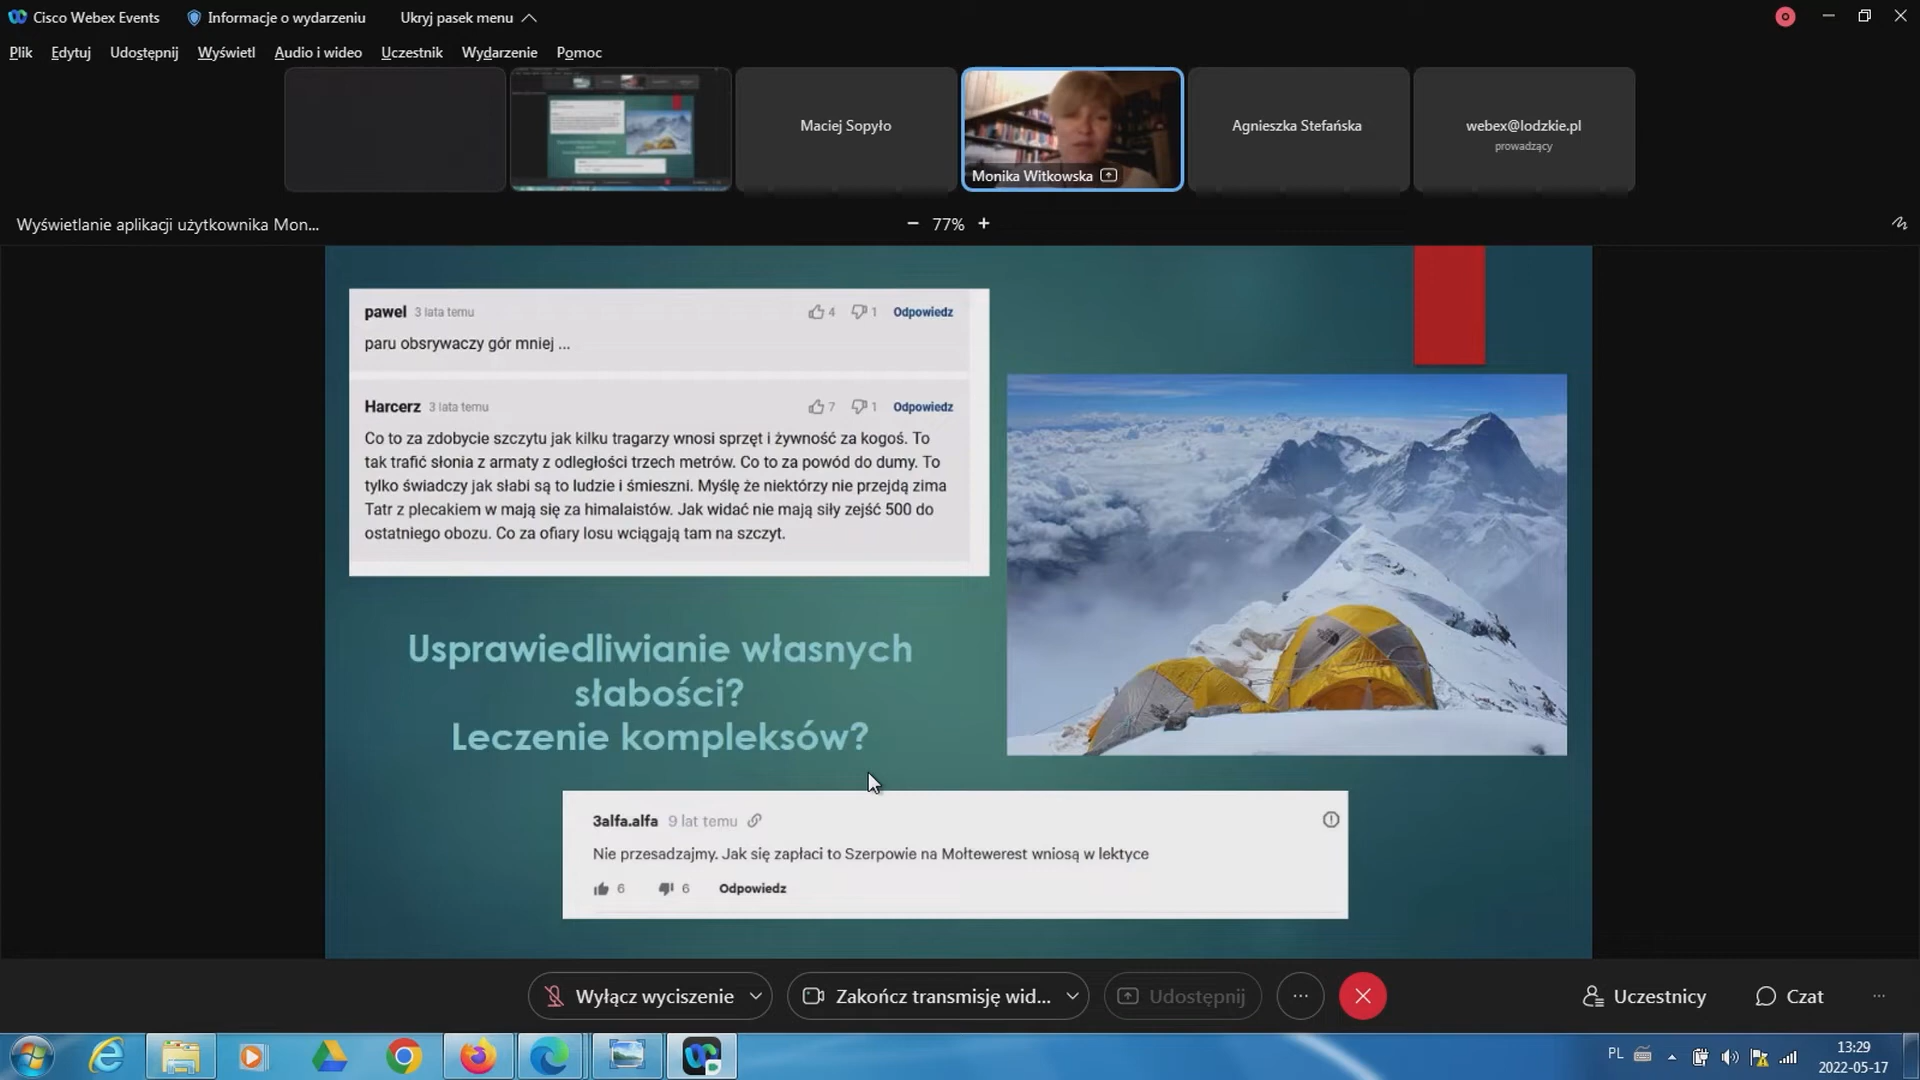 Cisco Webex Events
Informacje o wydarzeniu
Ukryj pasek menu
Plik Edytuj Udostępnij Wyświetl Audio i wideo Uczestnik Wydarzenie Pomoc
Maciej Sopyło
Monika Witkowska
Agnieszka Stefańska
webex@lodzkie.pl
prowadzący
Wyświetlanie aplikacji użytkownika Mon...
− 77% +
pawel 3 lata temu 4 1 Odpowiedz
paru obsrywaczy gór mniej ...
Harcerz 3 lata temu 7 1 Odpowiedz
Co to za zdobycie szczytu jak kilku tragarzy wnosi sprzęt i żywność za kogoś. To
tak trafić słonia z armaty z odległości trzech metrów. Co to za powód do dumy. To
tylko świadczy jak słabi są to ludzie i śmieszni. Myślę że niektórzy nie przejdą zima
Tatr z plecakiem w mają się za himalaistów. Jak widać nie mają siły zejść 500 do
ostatniego obozu. Co za ofiary losu wciągają tam na szczyt.
Usprawiedliwianie własnych
słabości?
Leczenie kompleksów?
3alfa.alfa 9 lat temu
Nie przesadzajmy. Jak się zapłaci to Szerpowie na Mołtewerest wniosą w lektyce
6 6 Odpowiedz
Wyłącz wyciszenie
Zakończ transmisję wid...
Udostępnij
Uczestnicy
Czat
PL
13:29
2022-05-17